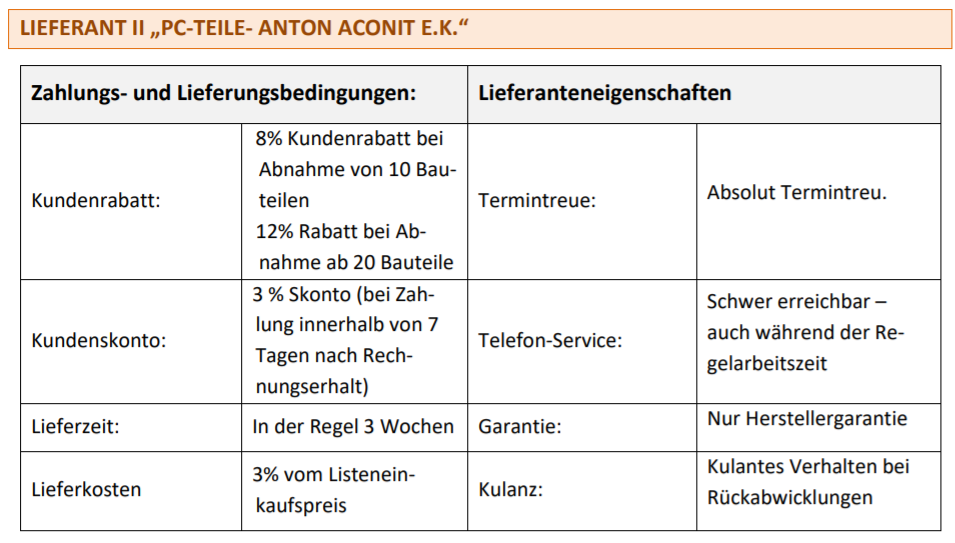 LIEFERANT II „PC-TEILE- ANTON ACONIT E.K.“
Zahlungs- und Lieferungsbedingungen:
Lieferanteneigenschaften
Kundenrabatt:
8% Kundenrabatt bei
Abnahme von 10 Bau-
teilen
12% Rabatt bei Ab-
nahme ab 20 Bauteile
Termintreue:
Absolut Termintreu.
Kundenskonto:
3 % Skonto (bei Zah-
lung innerhalb von 7
Tagen nach Rech-
nungserhalt)
Telefon-Service:
Schwer erreichbar –
auch während der Re-
gelarbeitszeit
Lieferzeit:
In der Regel 3 Wochen
Garantie:
Nur Herstellergarantie
Lieferkosten
3% vom Listenein-
kaufspreis
Kulanz:
Kulantes Verhalten bei
Rückabwicklungen